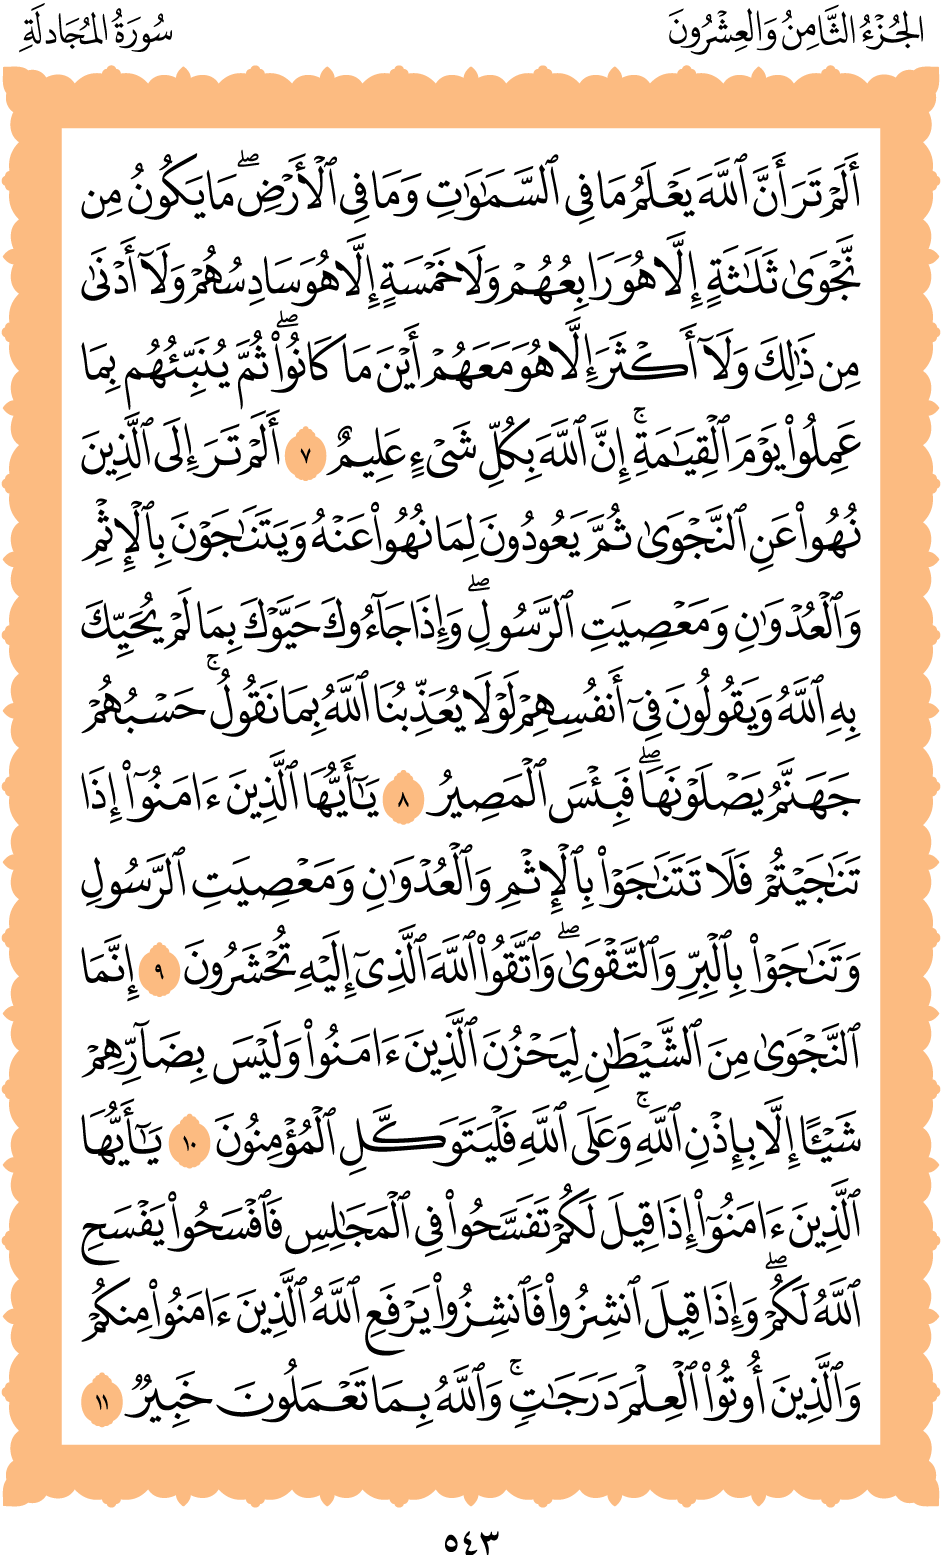 الجُزْءُ الثَّامِنُ وَالعِشْرُونَ
سُورَةُ المُجَادلَةِ
أَلَمْ تَرَ أَنَّ ٱللَّهَ يَعْلَمُ مَا فِى ٱلسَّمَٰوَٰتِ وَمَا فِى ٱلْأَرْضِۖ مَا يَكُونُ مِن
نَّجْوَىٰ ثَلَٰثَةٍ إِلَّا هُوَ رَابِعُهُمْ وَلَا خَمْسَةٍ إِلَّا هُوَ سَادِسُهُمْ وَلَآ أَدْنَىٰ
مِن ذَٰلِكَ وَلَآ أَكْثَرَ إِلَّا هُوَ مَعَهُمْ أَيْنَ مَا كَانُوا۟ۖ ثُمَّ يُنَبِّئُهُم بِمَا
عَمِلُوا۟ يَوْمَ ٱلْقِيَٰمَةِۚ إِنَّ ٱللَّهَ بِكُلِّ شَىْءٍ عَلِيمٌ ٧ أَلَمْ تَرَ إِلَى ٱلَّذِينَ
نُهُوا۟ عَنِ ٱلنَّجْوَىٰ ثُمَّ يَعُودُونَ لِمَا نُهُوا۟ عَنْهُ وَيَتَنَٰجَوْنَ بِٱلْإِثْمِ
وَٱلْعُدْوَٰنِ وَمَعْصِيَتِ ٱلرَّسُولِۖ وَإِذَا جَآءُوكَ حَيَّوْكَ بِمَا لَمْ يُحَيِّكَ
بِهِ ٱللَّهُ وَيَقُولُونَ فِىٓ أَنفُسِهِمْ لَوْلَا يُعَذِّبُنَا ٱللَّهُ بِمَا نَقُولُۚ حَسْبُهُمْ
جَهَنَّمُ يَصْلَوْنَهَاۖ فَبِئْسَ ٱلْمَصِيرُ ٨ يَٰٓأَيُّهَا ٱلَّذِينَ ءَامَنُوٓا۟ إِذَا
تَنَٰجَيْتُمْ فَلَا تَتَنَٰجَوْا۟ بِٱلْإِثْمِ وَٱلْعُدْوَٰنِ وَمَعْصِيَتِ ٱلرَّسُولِ
وَتَنَٰجَوْا۟ بِٱلْبِرِّ وَٱلتَّقْوَىٰۖ وَٱتَّقُوا۟ ٱللَّهَ ٱلَّذِىٓ إِلَيْهِ تُحْشَرُونَ ٩ إِنَّمَا
ٱلنَّجْوَىٰ مِنَ ٱلشَّيْطَٰنِ لِيَحْزُنَ ٱلَّذِينَ ءَامَنُوا۟ وَلَيْسَ بِضَآرِّهِمْ
شَيْـًٔا إِلَّا بِإِذْنِ ٱللَّهِۚ وَعَلَى ٱللَّهِ فَلْيَتَوَكَّلِ ٱلْمُؤْمِنُونَ ١٠ يَٰٓأَيُّهَا
ٱلَّذِينَ ءَامَنُوٓا۟ إِذَا قِيلَ لَكُمْ تَفَسَّحُوا۟ فِى ٱلْمَجَٰلِسِ فَٱفْسَحُوا۟ يَفْسَحِ
ٱللَّهُ لَكُمْۖ وَإِذَا قِيلَ ٱنشُزُوا۟ فَٱنشُزُوا۟ يَرْفَعِ ٱللَّهُ ٱلَّذِينَ ءَامَنُوا۟ مِنكُمْ
وَٱلَّذِينَ أُوتُوا۟ ٱلْعِلْمَ دَرَجَٰتٍۚ وَٱللَّهُ بِمَا تَعْمَلُونَ خَبِيرٌ ١١
٥٤٣